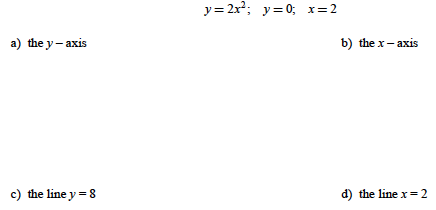 y = 2x²; y = 0; x = 2
a) the y – axis
b) the x – axis
c) the line y = 8
d) the line x = 2